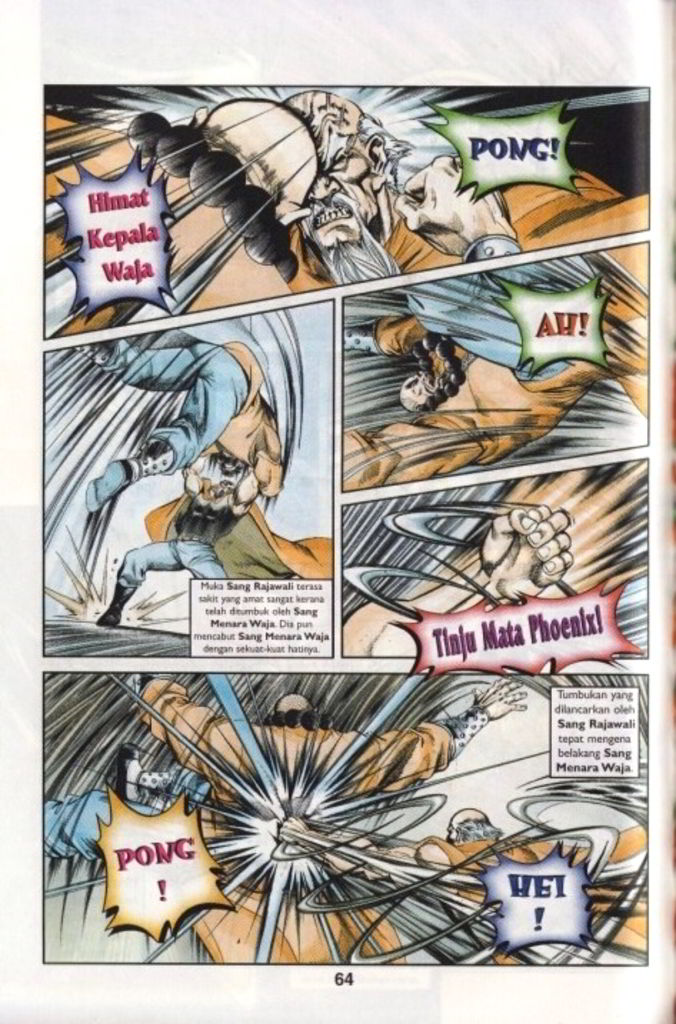 PONG!
Himat
Kepala
Waja
AH!
Muka Sang Rajawali terasa
sakit yang amat sangat kerana
telah ditumbuk oleh Sang
Menara Waja. Dia pun
mencabut Sang Menara Waja
dengan sekuat-kuat hatinya.
Tinju Mata Phoenix!
Tumbukan yang
dilancarkan oleh
Sang Rajawali
tepat mengena
belakang Sang
Menara Waja.
PONG
!
HEI
!
64